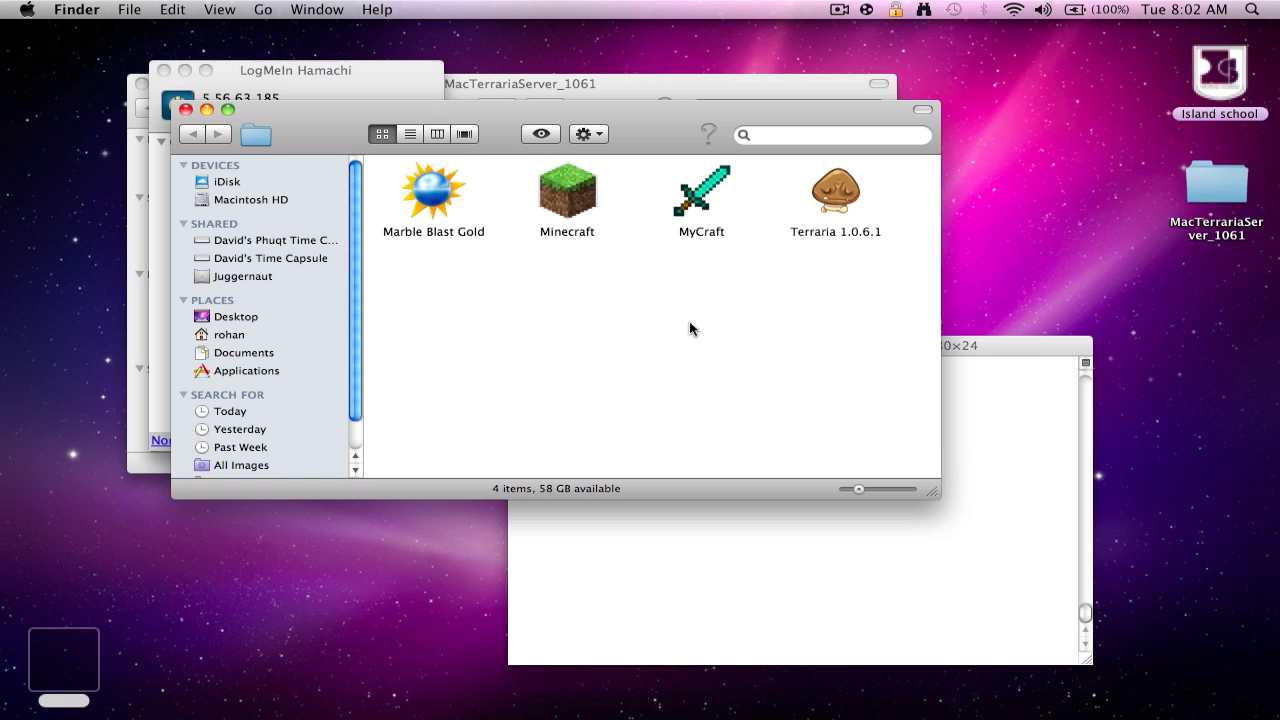 Finder File Edit View Go Window Help (100%) Tue 8:02 AM
LogMeIn Hamachi
MacTerrariaServer_1061
5.56.63.185
Island school
MacTerrariaSer
ver_1061
DEVICES
iDisk
Macintosh HD
SHARED
David's Phuqt Time C...
David's Time Capsule
Juggernaut
PLACES
Desktop
rohan
Documents
Applications
SEARCH FOR
Today
Yesterday
Past Week
All Images
Marble Blast Gold
Minecraft
MyCraft
Terraria 1.0.6.1
4 items, 58 GB available